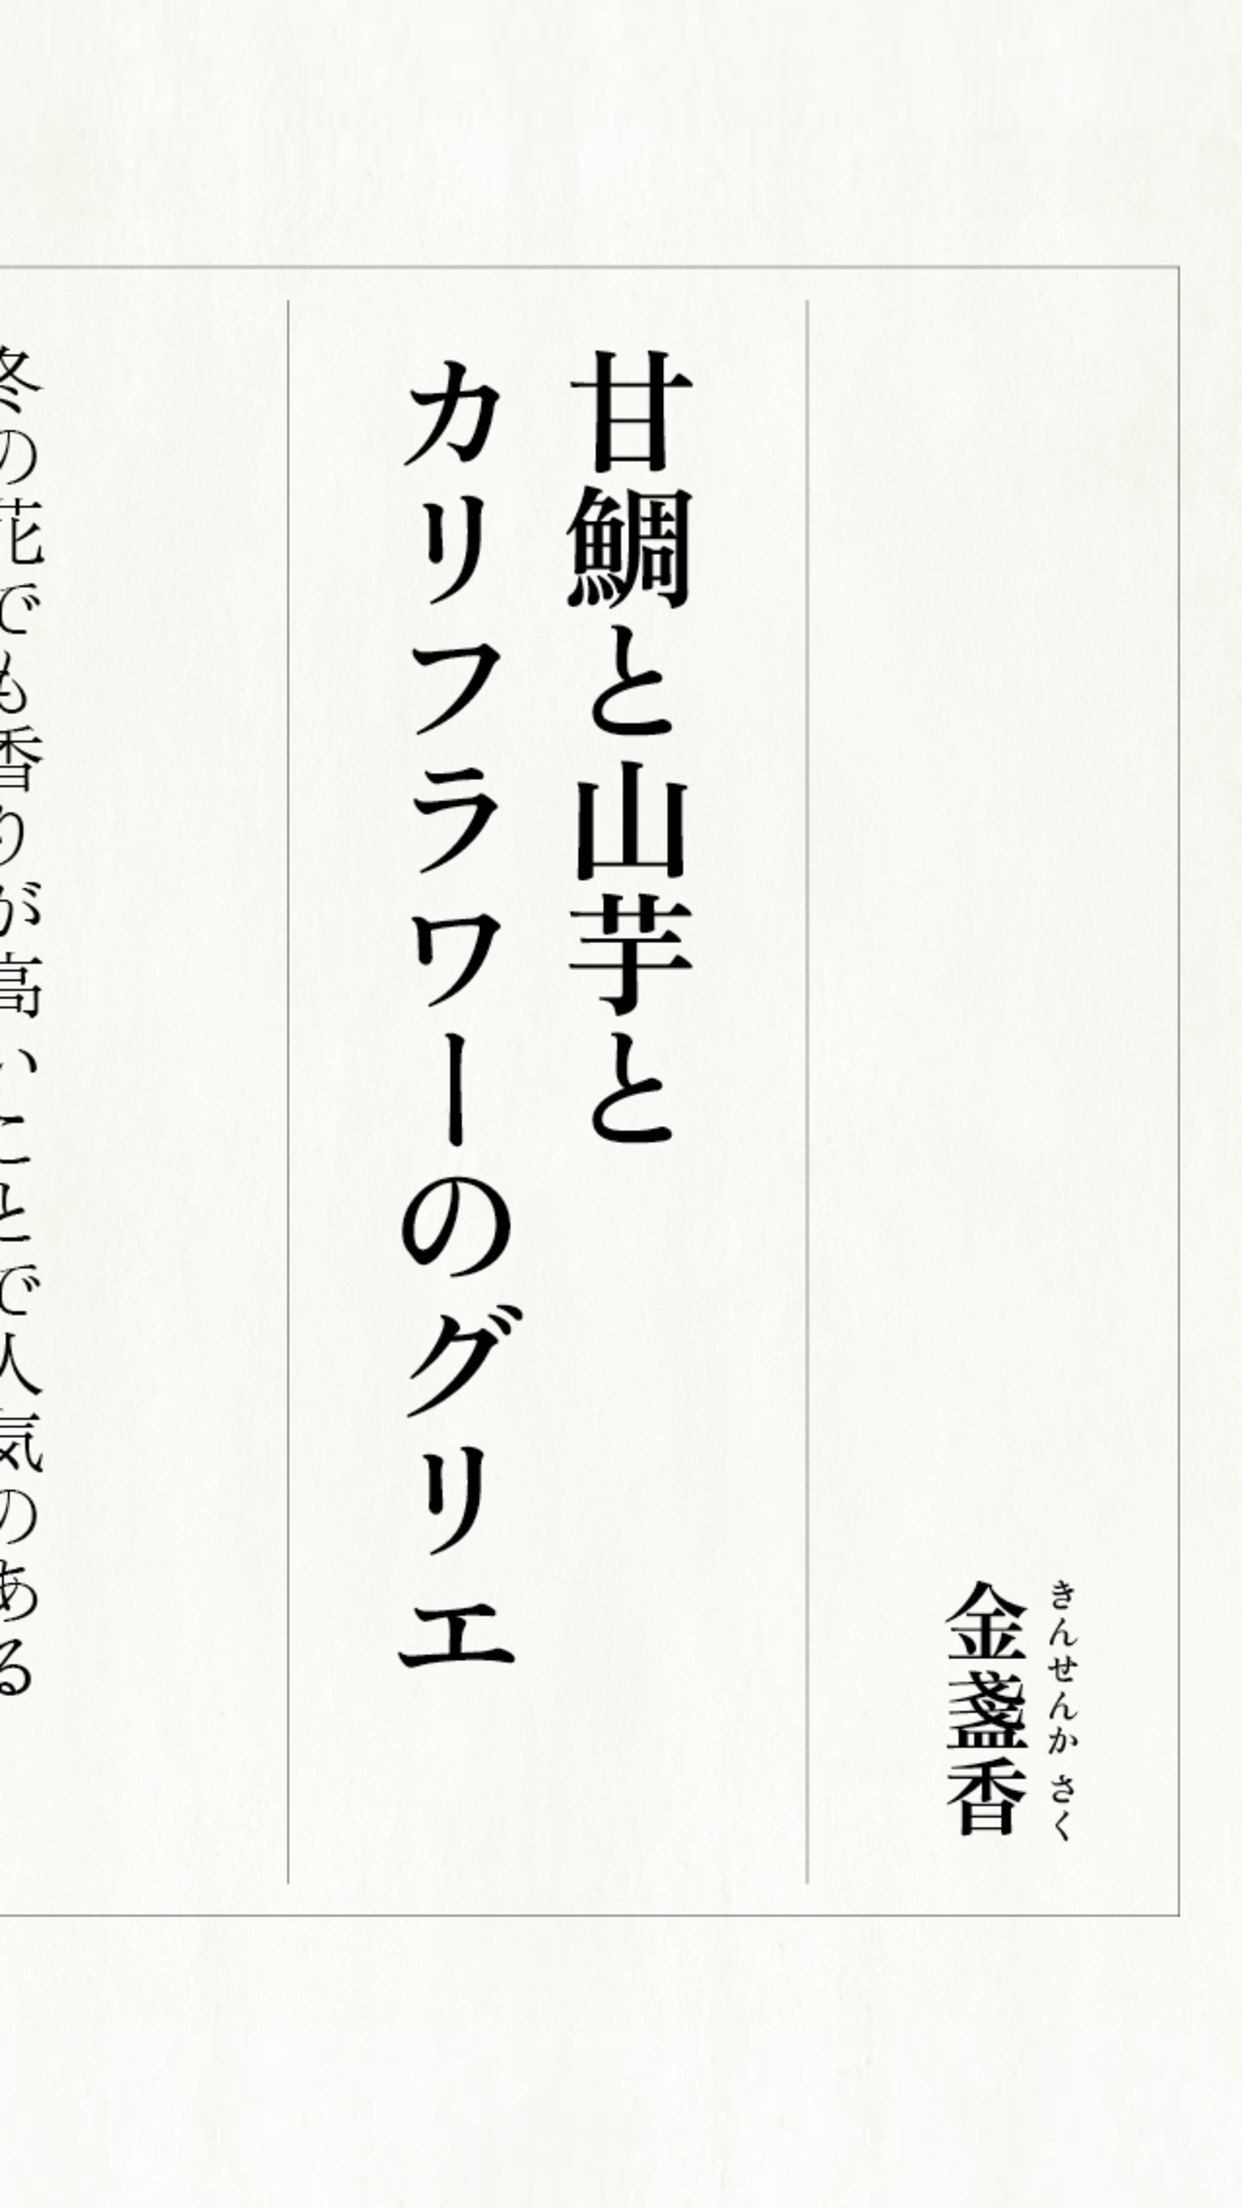 きんせんか さく
金盞香
甘鯛と山芋と
カリフラワーのグリエ
冬の花でも香りが高いことで人気のある